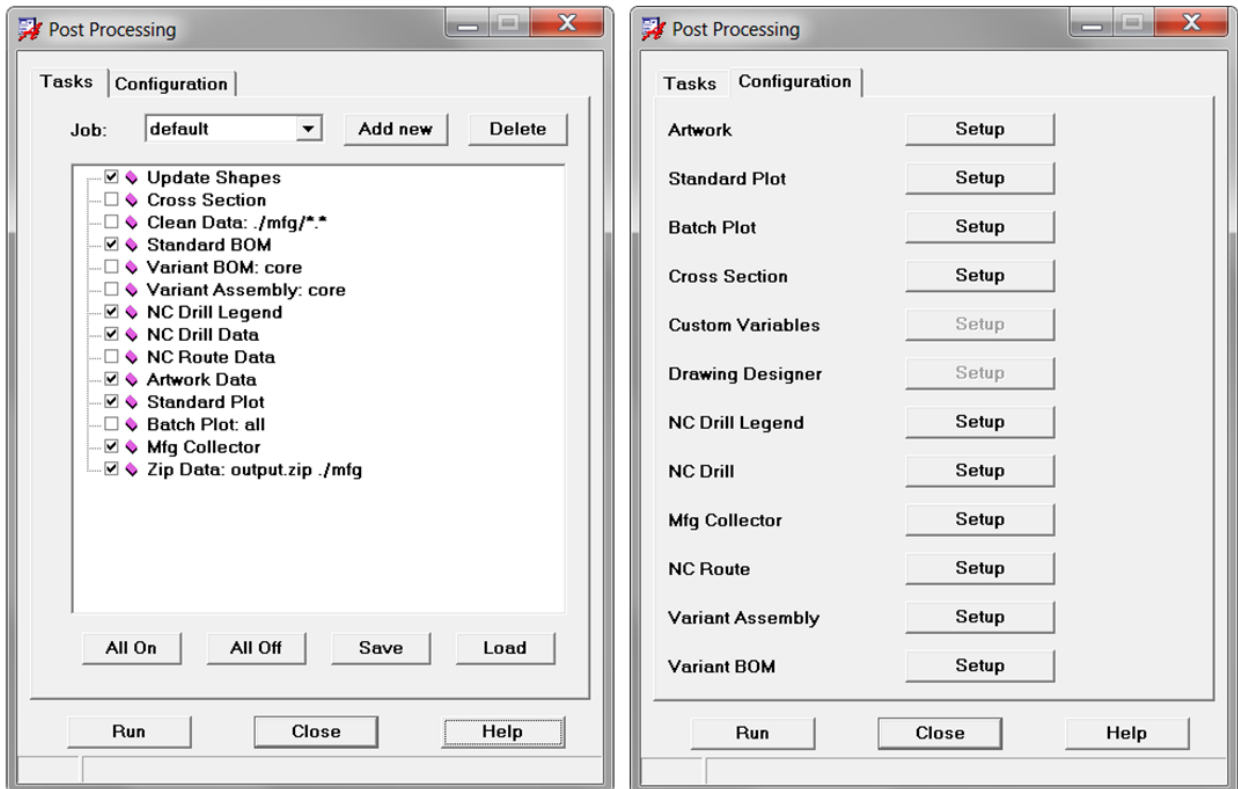 Post Processing
Tasks Configuration
Job: default Add new Delete
Update Shapes
Cross Section
Clean Data: ./mfg/*.*
Standard BOM
Variant BOM: core
Variant Assembly: core
NC Drill Legend
NC Drill Data
NC Route Data
Artwork Data
Standard Plot
Batch Plot: all
Mfg Collector
Zip Data: output.zip ./mfg
All On All Off Save Load
Run Close Help
Post Processing
Tasks Configuration
Artwork Setup
Standard Plot Setup
Batch Plot Setup
Cross Section Setup
Custom Variables Setup
Drawing Designer Setup
NC Drill Legend Setup
NC Drill Setup
Mfg Collector Setup
NC Route Setup
Variant Assembly Setup
Variant BOM Setup
Run Close Help